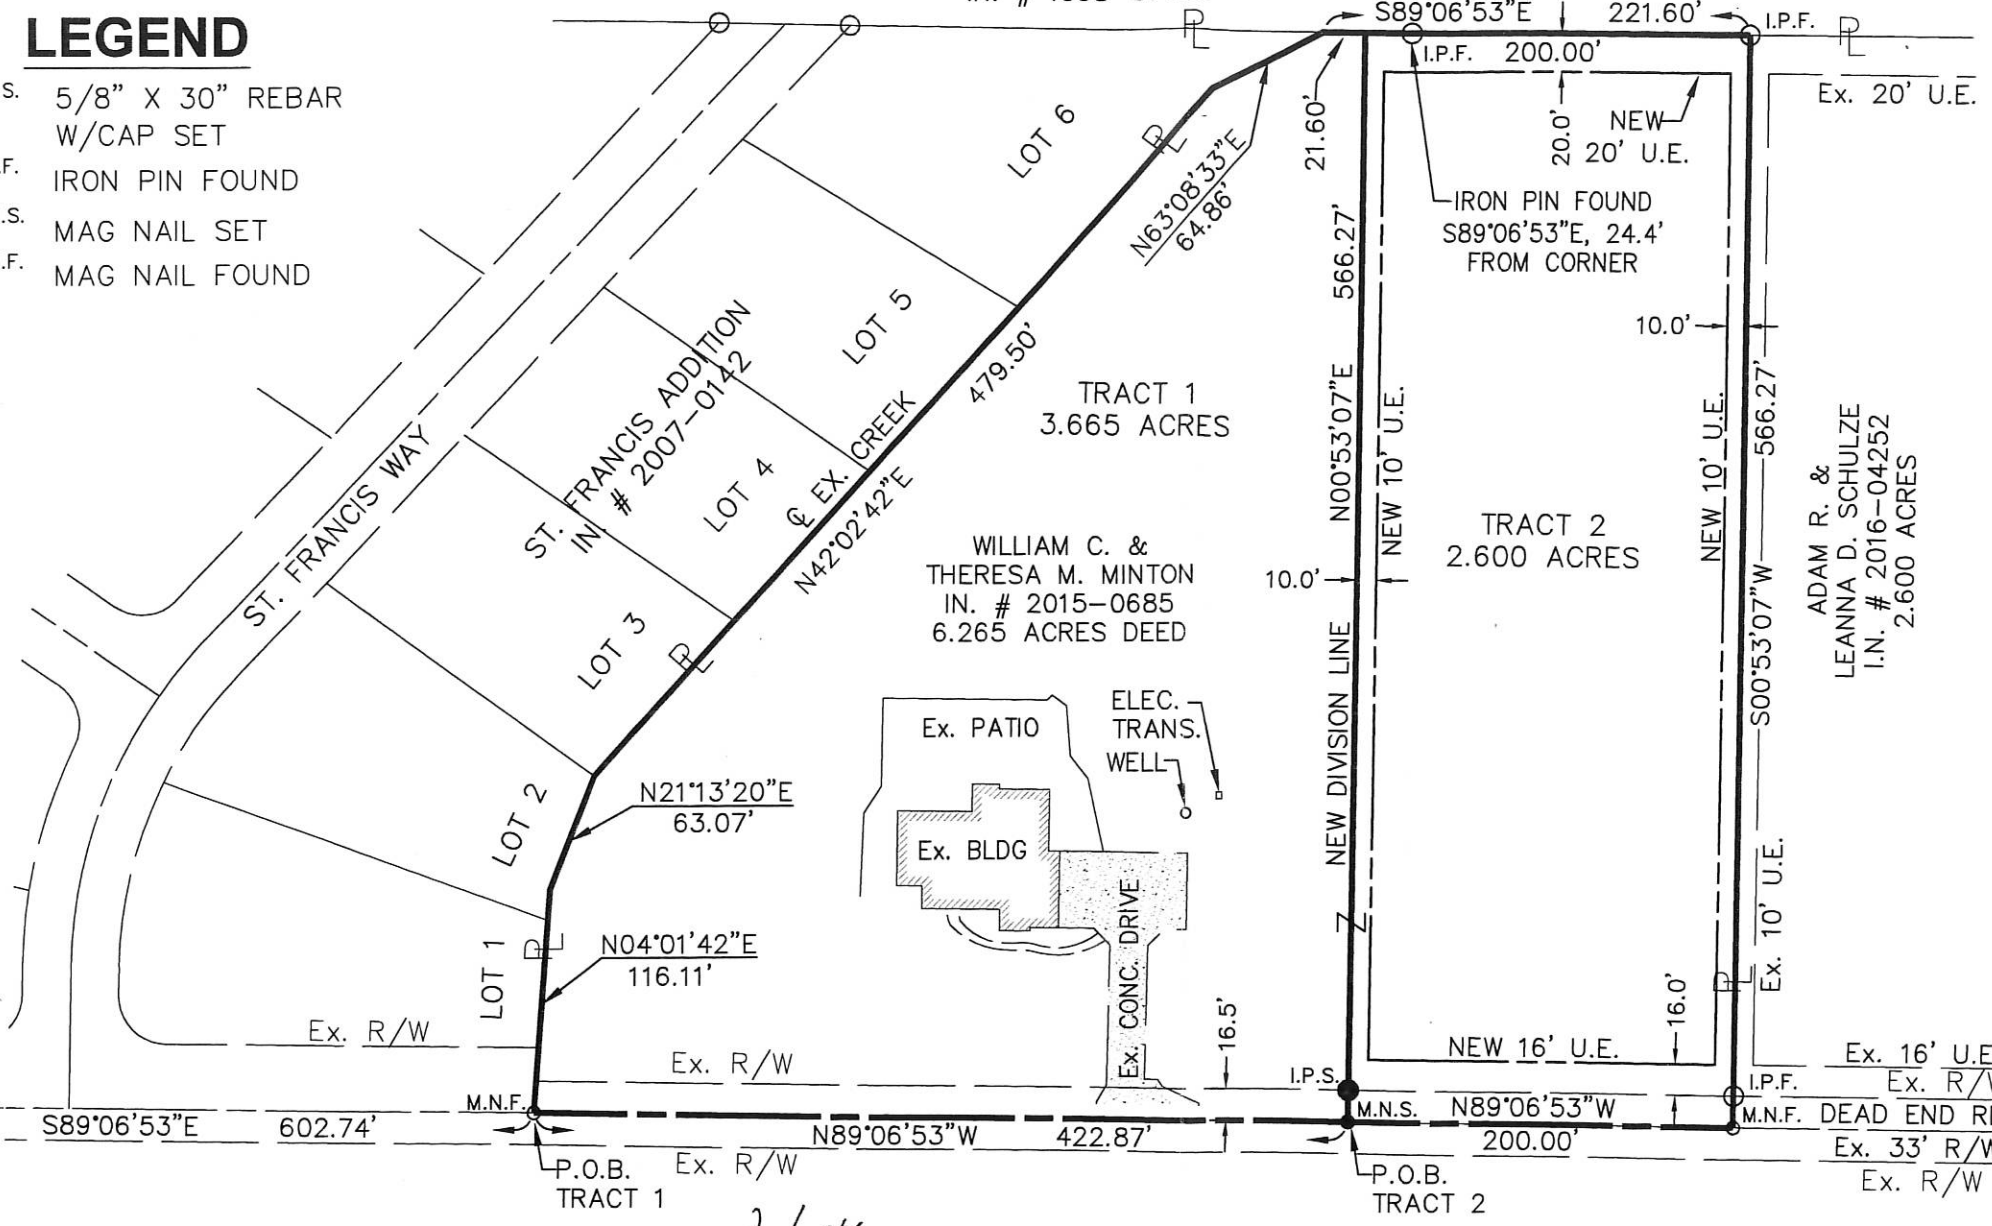 LEGEND
S. 5/8” X 30” REBAR
W/CAP SET
F. IRON PIN FOUND
.S. MAG NAIL SET
.F. MAG NAIL FOUND
S89°06'53”E 221.60'
I.P.F.
PL
PL
I.P.F. 200.00'
Ex. 20' U.E.
NEW
20' U.E.
20.0'
21.60'
IRON PIN FOUND
S89°06'53”E, 24.4'
FROM CORNER
N63°08'33”E
64.86'
PL
LOT 6
LOT 5
LOT 4
LOT 3
LOT 2
LOT 1
ST. FRANCIS ADDITION
IN. # 2007-0142
ST. FRANCIS WAY
479.50'
℄ EX. CREEK
N42°02'42”E
PL
TRACT 1
3.665 ACRES
WILLIAM C. &
THERESA M. MINTON
IN. # 2015-0685
6.265 ACRES DEED
566.27'
N00°53'07”E
NEW DIVISION LINE
NEW 10' U.E.
10.0'
TRACT 2
2.600 ACRES
NEW 10' U.E.
10.0'
566.27'
S00°53'07”W
Ex. 10' U.E.
PL
ADAM R. &
LEANNA D. SCHULZE
I.N. # 2016-04252
2.600 ACRES
ELEC.
TRANS.
WELL
Ex. PATIO
Ex. BLDG
Ex. CONC. DRIVE
N21°13'20”E
63.07'
N04°01'42”E
116.11'
PL
Z
16.5'
16.0'
NEW 16' U.E.
Ex. 16' U.E
Ex. R/W
Ex. R/W
Ex. R/W
I.P.S.
I.P.F.
M.N.F.
M.N.S. N89°06'53”W
M.N.F. DEAD END
S89°06'53”E 602.74'
N89°06'53”W 422.87'
200.00'
Ex. 33' R/W
Ex. R/W
Ex. R/W
P.O.B.
TRACT 1
P.O.B.
TRACT 2